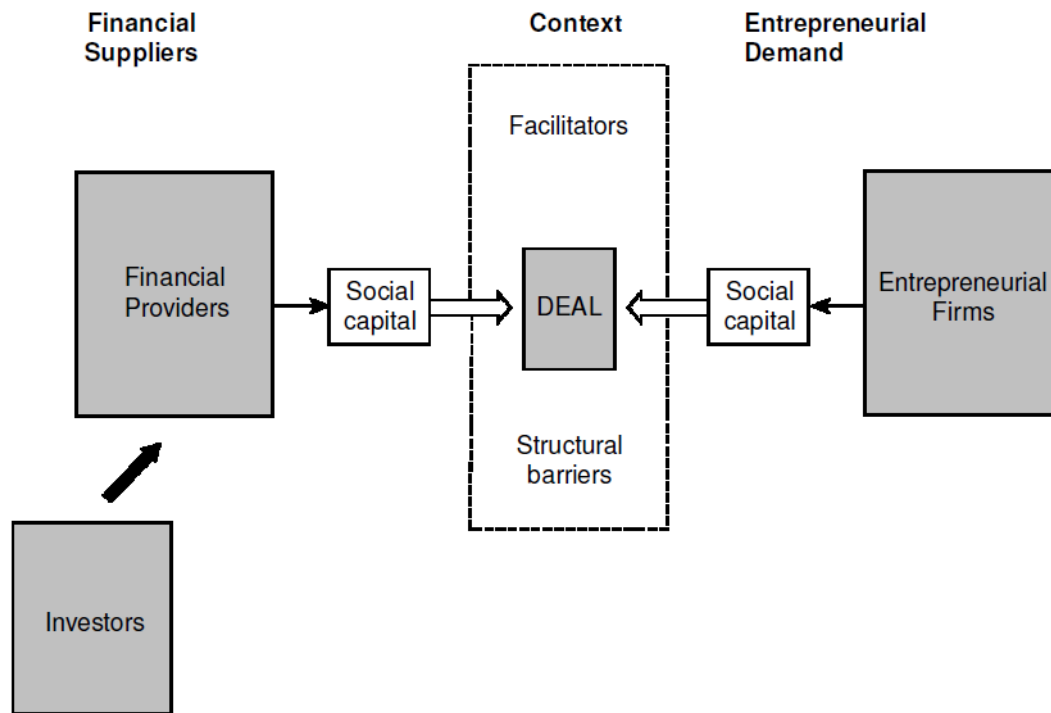 Financial
Suppliers
Context
Entrepreneurial
Demand
Facilitators
Financial
Providers
Social
capital
DEAL
Social
capital
Entrepreneurial
Firms
Structural
barriers
Investors